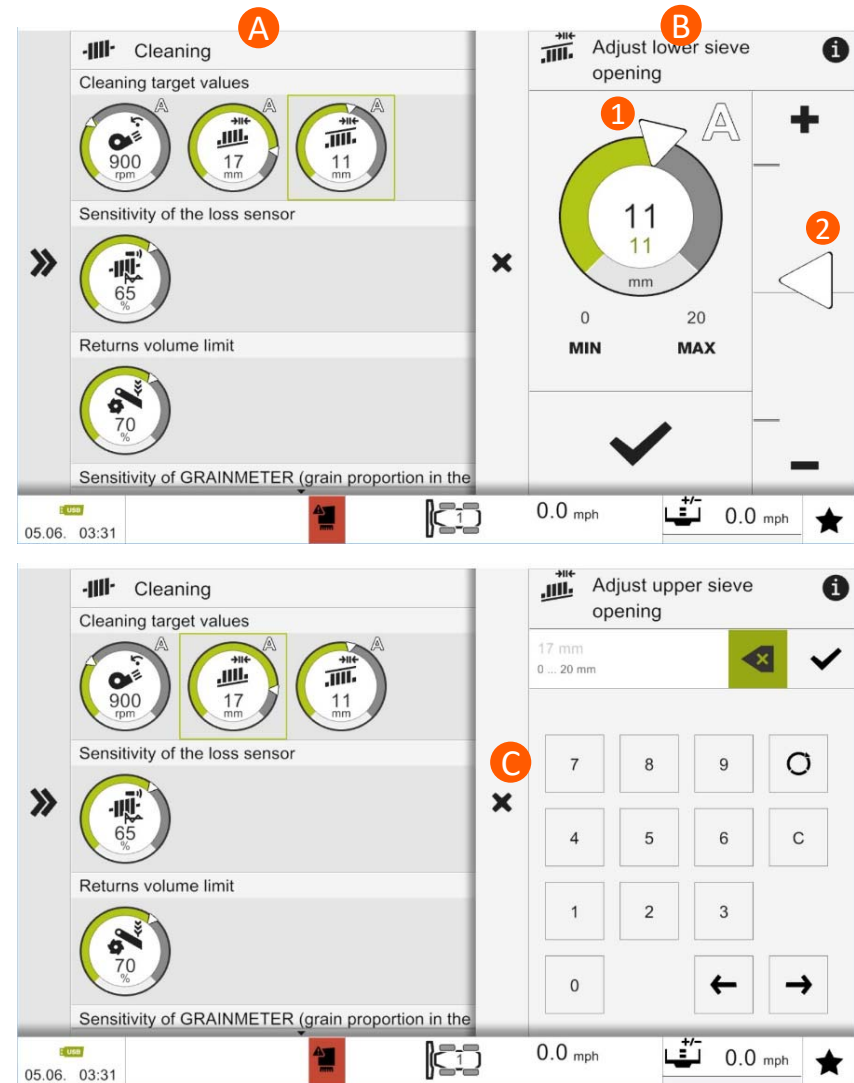 A
B
Cleaning
Adjust lower sieve
opening
i
Cleaning target values
A
A
A
900
rpm
17
mm
11
mm
1
A
+
11
11
mm
2
Sensitivity of the loss sensor
65
%
0
20
MIN
MAX
Returns volume limit
70
%
Sensitivity of GRAINMETER (grain proportion in the
–
USB
05.06. 03:31
1
0.0 mph
+/–
0.0 mph
Cleaning
Adjust upper sieve
opening
i
Cleaning target values
A
A
A
900
rpm
17
mm
11
mm
17 mm
0 ... 20 mm
Sensitivity of the loss sensor
C
65
%
7
8
9
4
5
6
C
Returns volume limit
1
2
3
70
%
0
Sensitivity of GRAINMETER (grain proportion in the
USB
05.06. 03:31
1
0.0 mph
+/–
0.0 mph